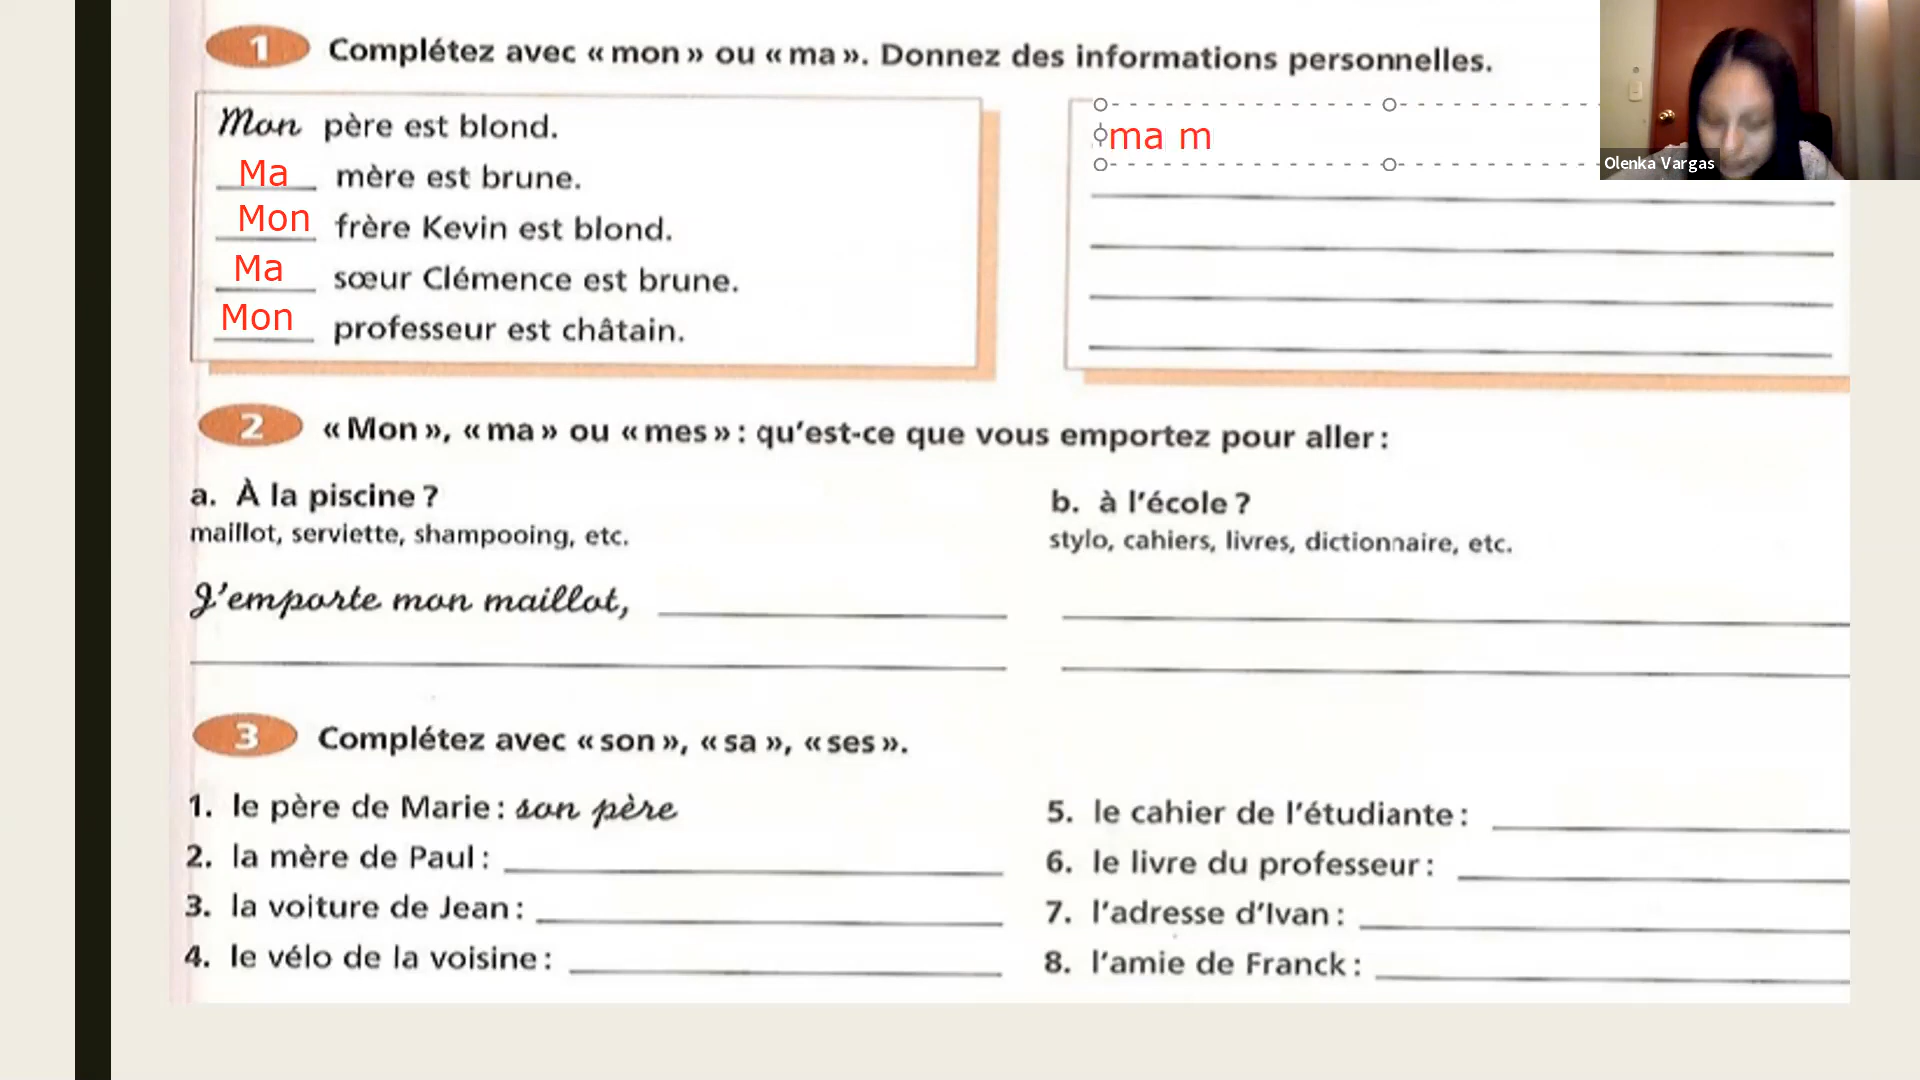 1 Complétez avec « mon » ou « ma ». Donnez des informations personnelles.
Mon père est blond.
Ma mère est brune.
Mon frère Kevin est blond.
Ma sœur Clémence est brune.
Mon professeur est châtain.
ma m
Olenka Vargas
2 « Mon », « ma » ou « mes » : qu'est-ce que vous emportez pour aller :
a. À la piscine ?
maillot, serviette, shampooing, etc.
J'emporte mon maillot,
b. à l'école ?
stylo, cahiers, livres, dictionnaire, etc.
3 Complétez avec « son », « sa », « ses ».
1. le père de Marie : son père
2. la mère de Paul :
3. la voiture de Jean :
4. le vélo de la voisine :
5. le cahier de l'étudiante :
6. le livre du professeur :
7. l'adresse d'Ivan :
8. l'amie de Franck :